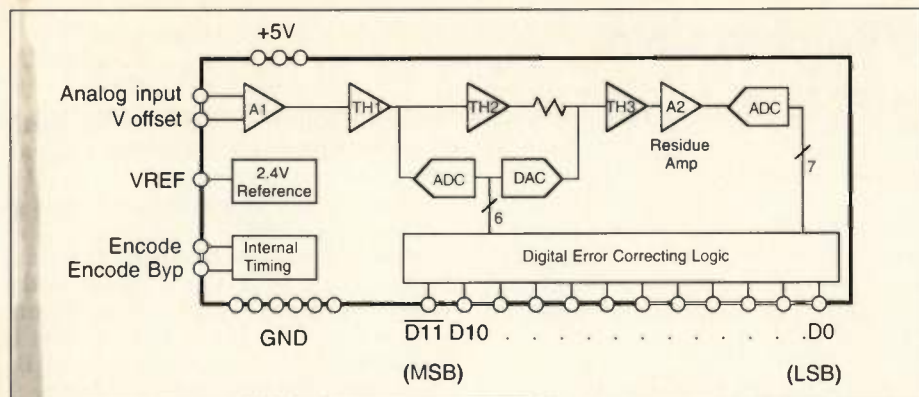 +5V
Analog input
V offset
A1
TH1
TH2
TH3
A2
ADC
Residue
Amp
VREF
2.4V
Reference
ADC
DAC
7
6
Encode
Encode Byp
Internal
Timing
Digital Error Correcting Logic
GND
D11 D10 . . . . . . . . . D0
(MSB) (LSB)